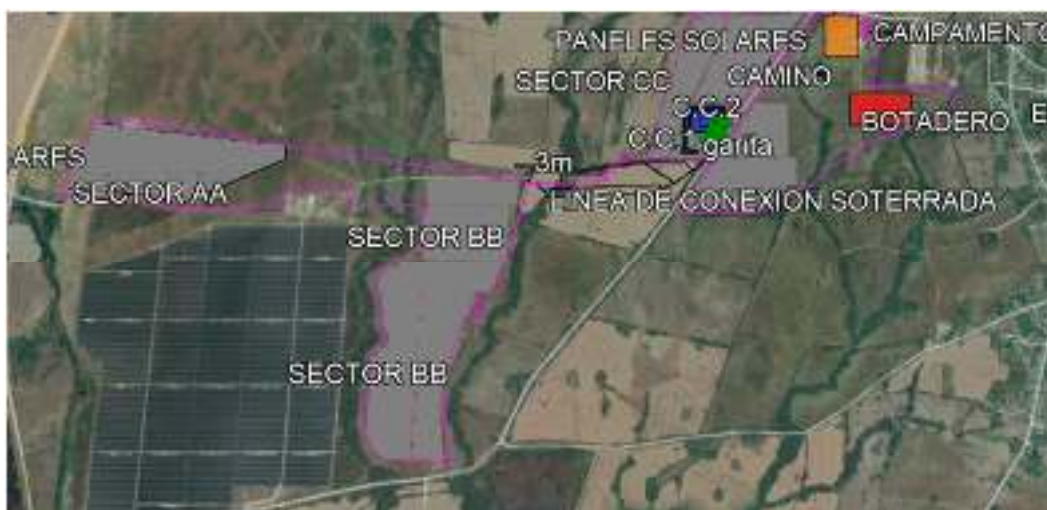 PANELES SOLARES
CAMPAMENTO
SECTOR CC
CAMINO
C.C.2
BOTADERO
E
C.C.
garita
ARES
3m
SECTOR AA
LINEA DE CONEXION SOTERRADA
SECTOR BB
SECTOR BB